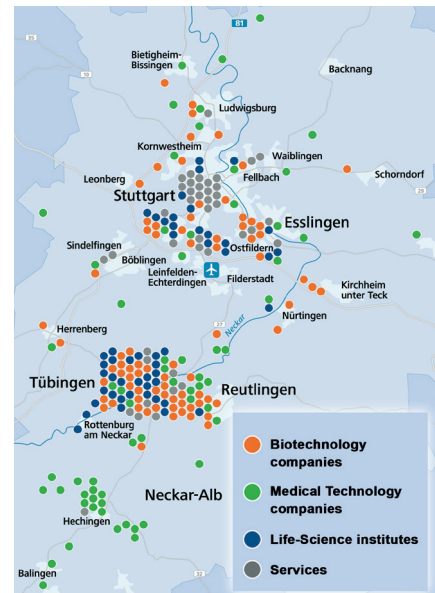 81
Bietigheim-
Bissingen
Backnang
Ludwigsburg
Kornwestheim
Waiblingen
Leonberg
Fellbach
Schorndorf
29
Stuttgart
Esslingen
Sindelfingen
Ostfildern
Böblingen
Leinfelden-
Echterdingen
Filderstadt
Kirchheim
unter Teck
Nürtingen
Herrenberg
27
Neckar
Tübingen
Reutlingen
Rottenburg
am Neckar
Biotechnology
companies
Medical Technology
companies
Neckar-Alb
Hechingen
Life-Science institutes
Services
Balingen